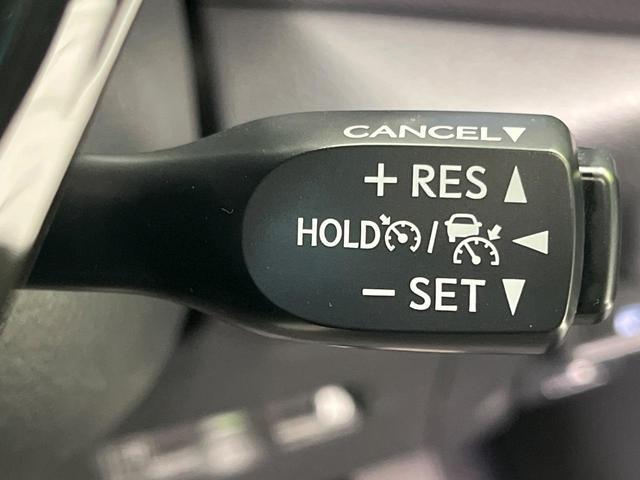 CANCEL▼
+ RES ▲
HOLD / ◀
− SET ▼